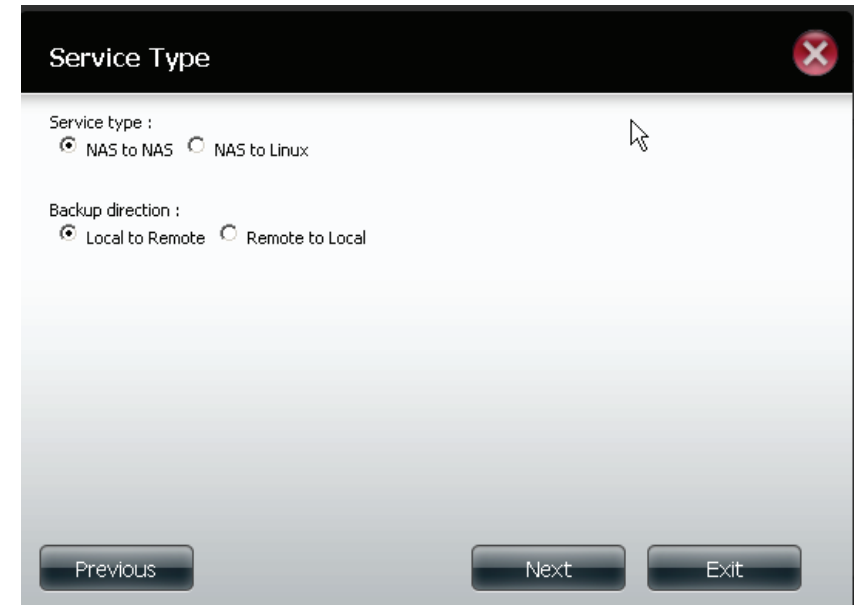 Service Type
Service type :
NAS to NAS NAS to Linux
Backup direction :
Local to Remote Remote to Local
Previous Next Exit